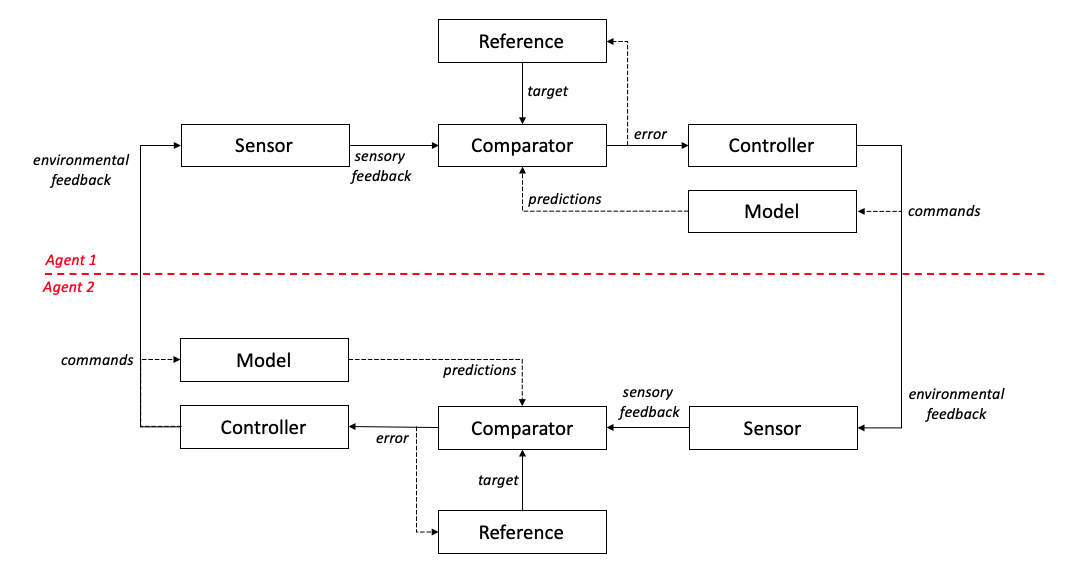 Reference
target
error
Sensor
Comparator
Controller
environmental
feedback
sensory
feedback
predictions
Model
commands
Agent 1
Agent 2
commands
Model
predictions
sensory
feedback
environmental
feedback
Controller
error
Comparator
Sensor
target
Reference